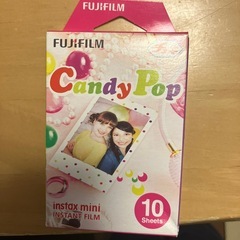 FUJIFILM
FUJIFILM
Candy Pop
instax mini
INSTANT FILM
10
Sheets